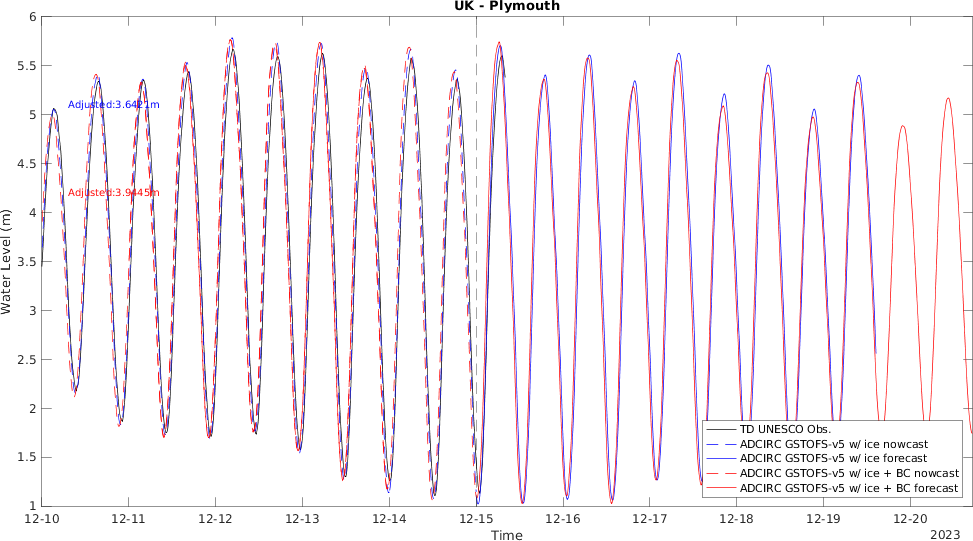 UK - Plymouth
6
5.5
5
4.5
4
3.5
3
2.5
2
1.5
1
Water Level (m)
Adjusted:3.6421m
Adjusted:3.9445m
TD UNESCO Obs.
ADCIRC GSTOFS-v5 w/ ice nowcast
ADCIRC GSTOFS-v5 w/ ice forecast
ADCIRC GSTOFS-v5 w/ ice + BC nowcast
ADCIRC GSTOFS-v5 w/ ice + BC forecast
12-10 12-11 12-12 12-13 12-14 12-15 12-16 12-17 12-18 12-19 12-20
Time
2023